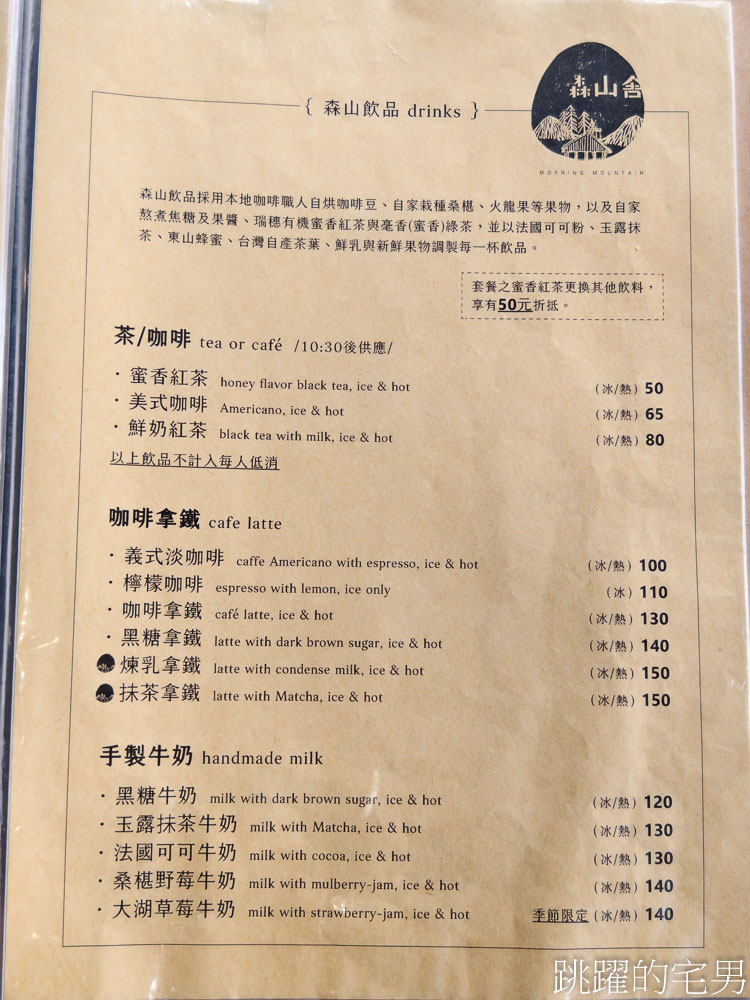 森山舍
MORNING MOUNTAIN
{ 森山飲品 drinks }
森山飲品採用本地咖啡職人自烘咖啡豆、自家栽種桑椹、火龍果等果物，以及自家
熬煮焦糖及果醬、瑞穗有機蜜香紅茶與毫香(蜜香)綠茶，並以法國可可粉、玉露抹
茶、東山蜂蜜、台灣自產茶葉、鮮乳與新鮮果物調製每一杯飲品。
套餐之蜜香紅茶更換其他飲料，
享有50元折抵。
茶/咖啡 tea or café /10:30後供應/
· 蜜香紅茶 honey flavor black tea, ice & hot (冰/熱) 50
· 美式咖啡 Americano, ice & hot (冰/熱) 65
· 鮮奶紅茶 black tea with milk, ice & hot (冰/熱) 80
以上飲品不計入每人低消
咖啡拿鐵 cafe latte
· 義式淡咖啡 caffe Americano with espresso, ice & hot (冰/熱) 100
· 檸檬咖啡 espresso with lemon, ice only (冰) 110
· 咖啡拿鐵 café latte, ice & hot (冰/熱) 130
· 黑糖拿鐵 latte with dark brown sugar, ice & hot (冰/熱) 140
煉乳拿鐵 latte with condense milk, ice & hot (冰/熱) 150
抹茶拿鐵 latte with Matcha, ice & hot (冰/熱) 150
手製牛奶 handmade milk
· 黑糖牛奶 milk with dark brown sugar, ice & hot (冰/熱) 120
· 玉露抹茶牛奶 milk with Matcha, ice & hot (冰/熱) 130
· 法國可可牛奶 milk with cocoa, ice & hot (冰/熱) 130
· 桑椹野莓牛奶 milk with mulberry-jam, ice & hot (冰/熱) 140
· 大湖草莓牛奶 milk with strawberry-jam, ice & hot 季節限定 (冰/熱) 140
跳躍的宅男